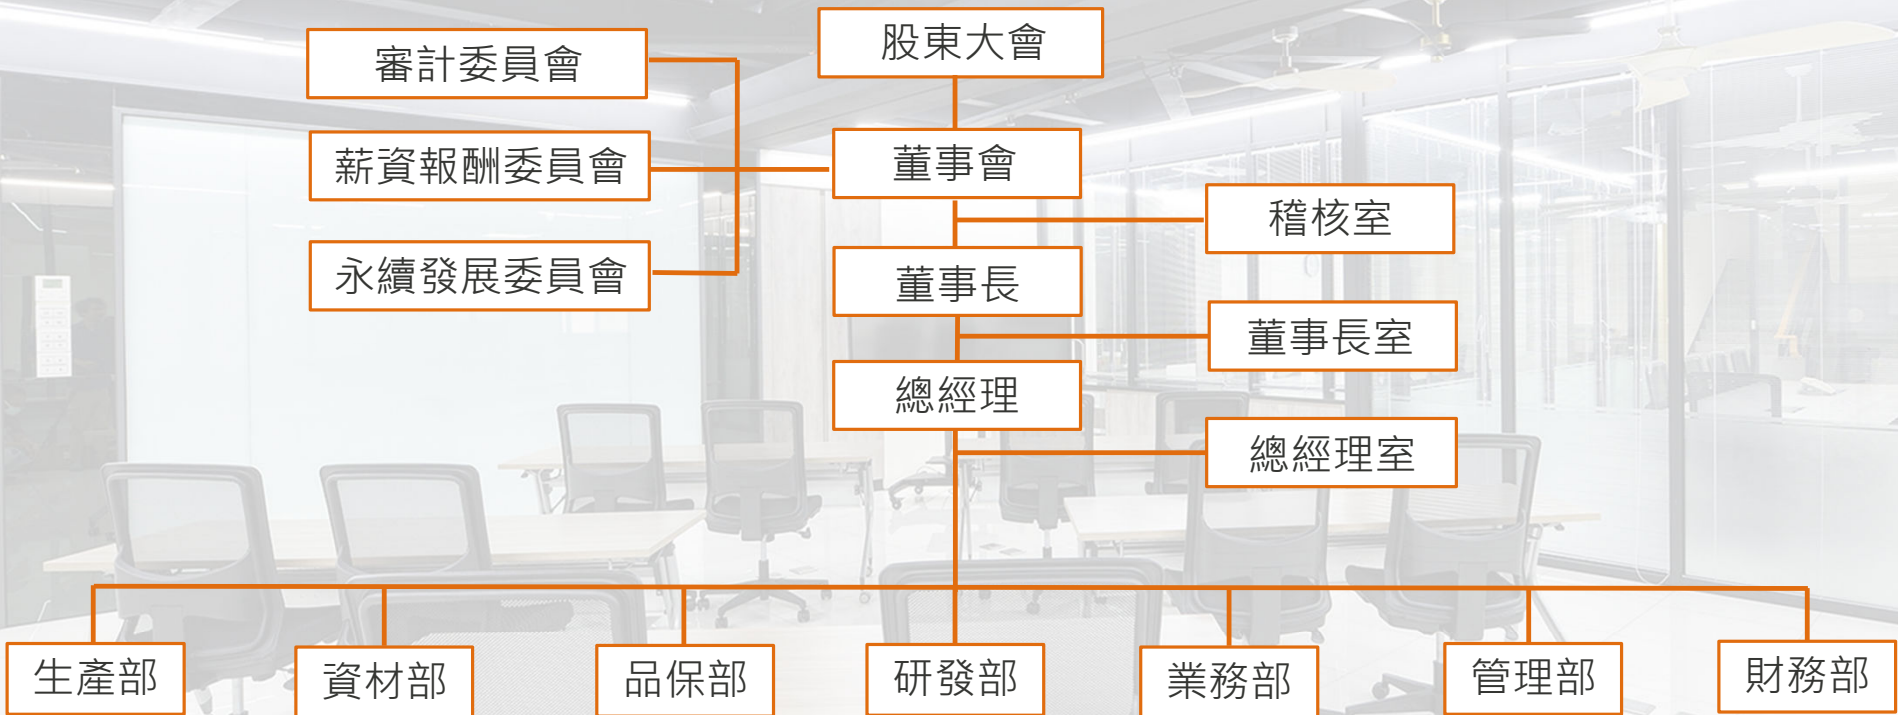 股東大會
審計委員會
董事會
薪資報酬委員會
稽核室
永續發展委員會
董事長
董事長室
總經理
總經理室
生產部
資材部
品保部
研發部
業務部
管理部
財務部